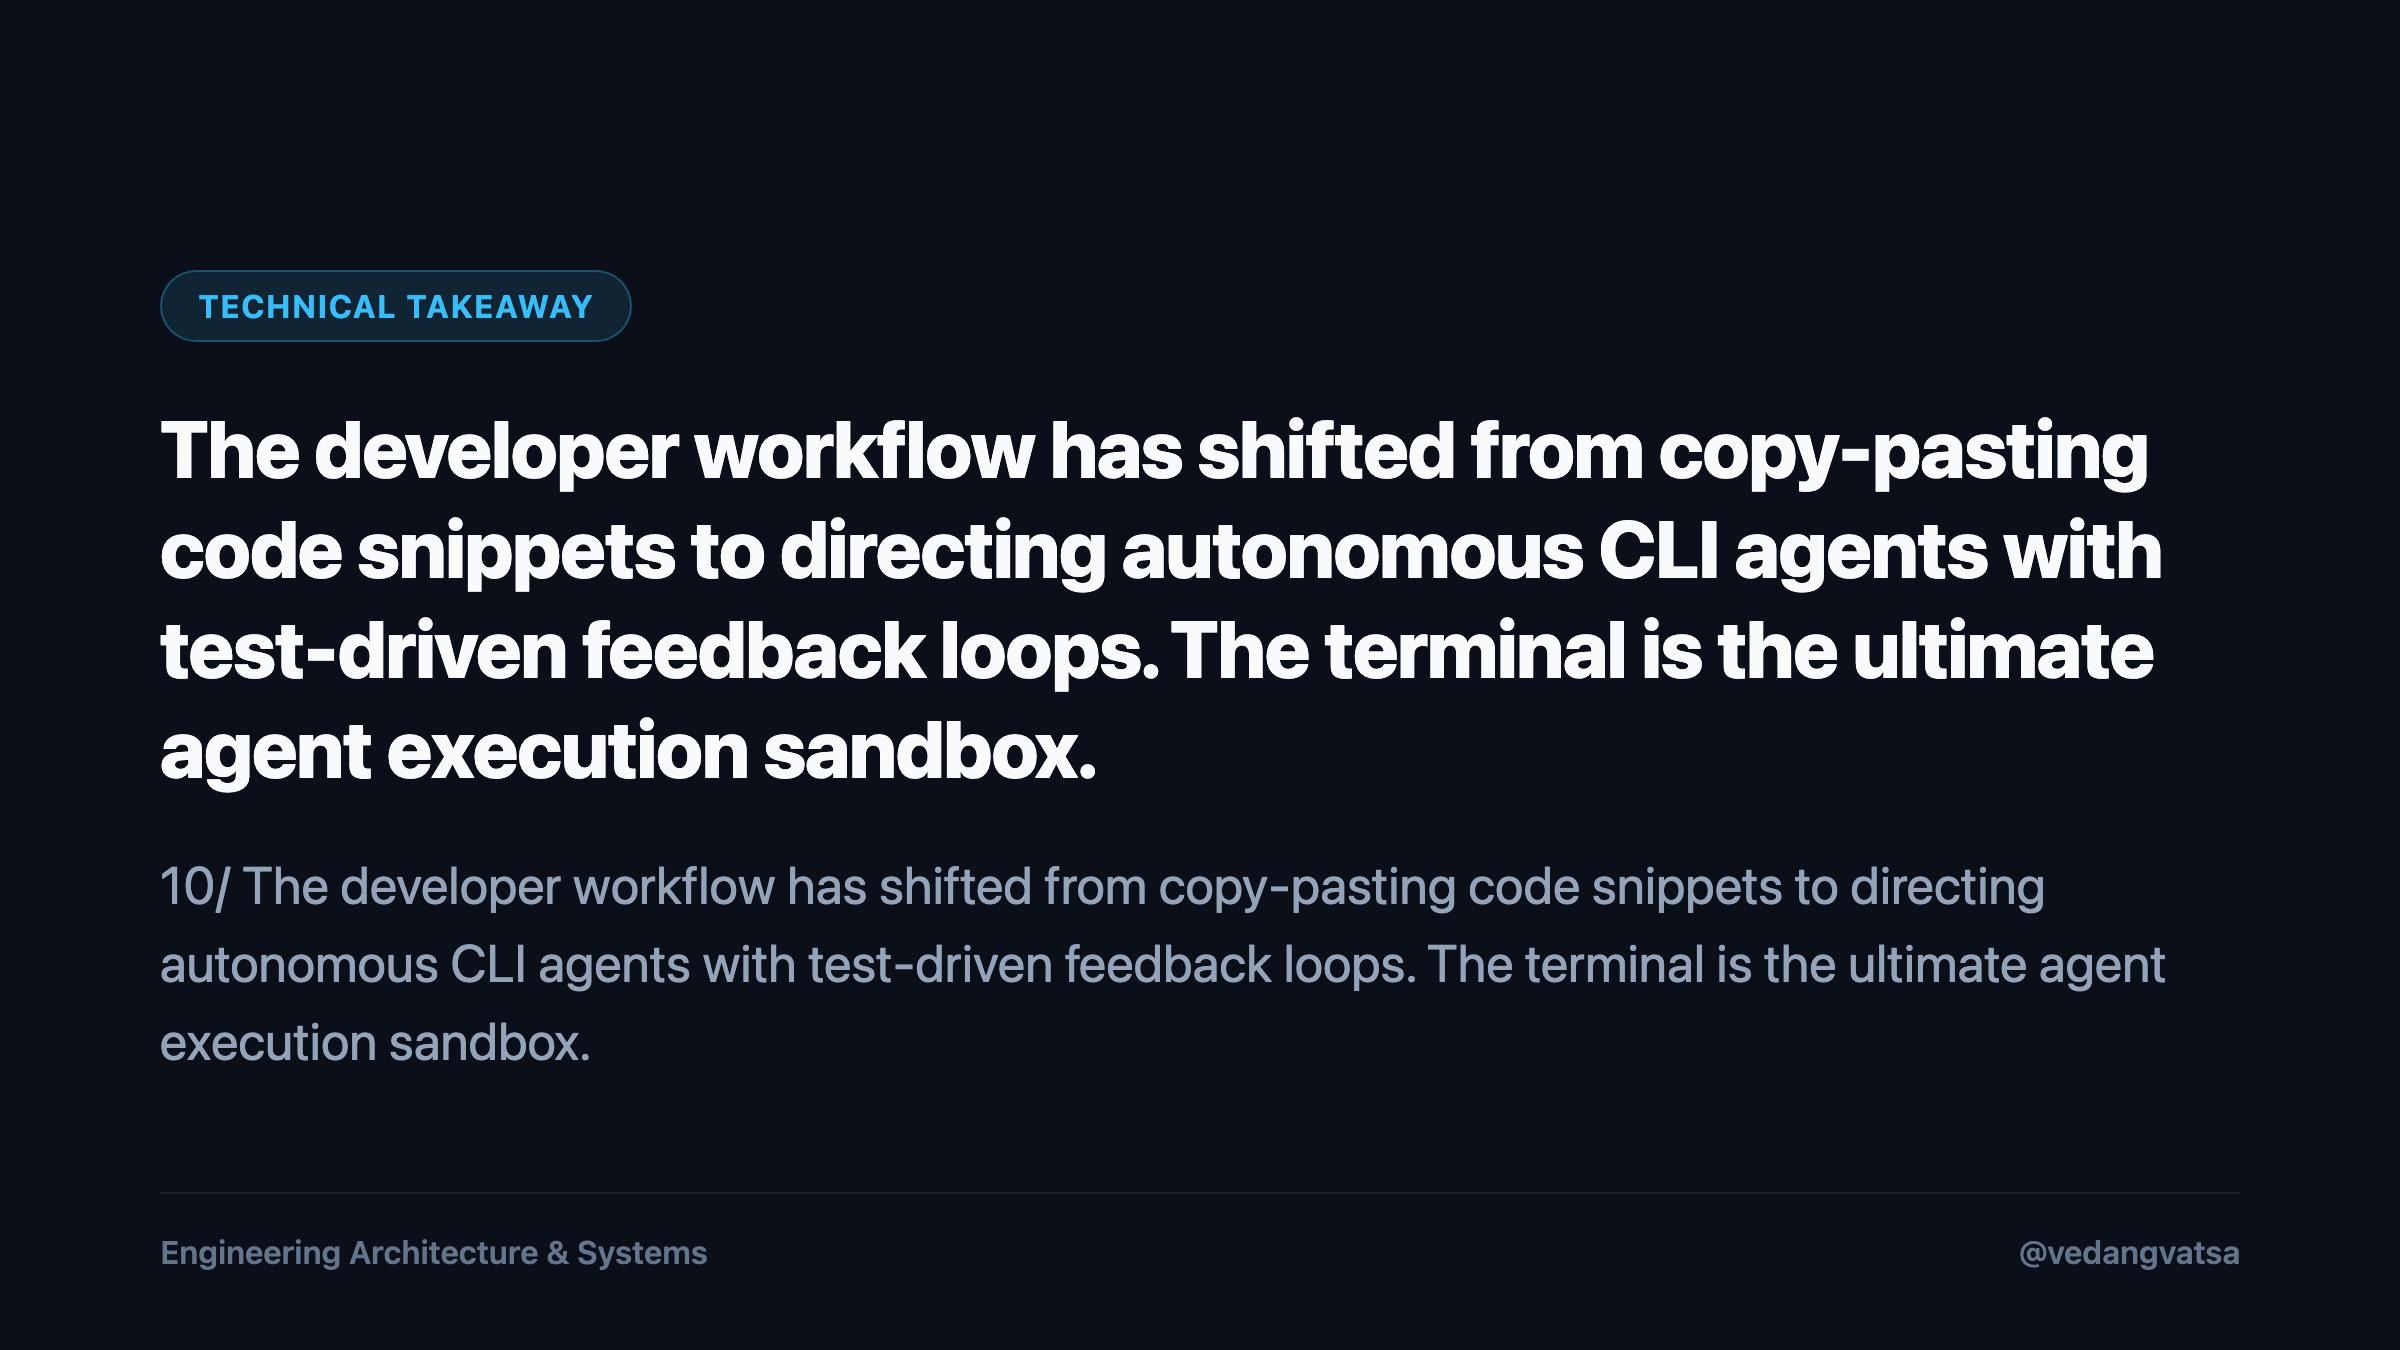 TECHNICAL TAKEAWAY
The developer workflow has shifted from copy-pasting
code snippets to directing autonomous CLI agents with
test-driven feedback loops. The terminal is the ultimate
agent execution sandbox.
10/ The developer workflow has shifted from copy-pasting code snippets to directing
autonomous CLI agents with test-driven feedback loops. The terminal is the ultimate agent
execution sandbox.
Engineering Architecture & Systems
@vedangvatsa